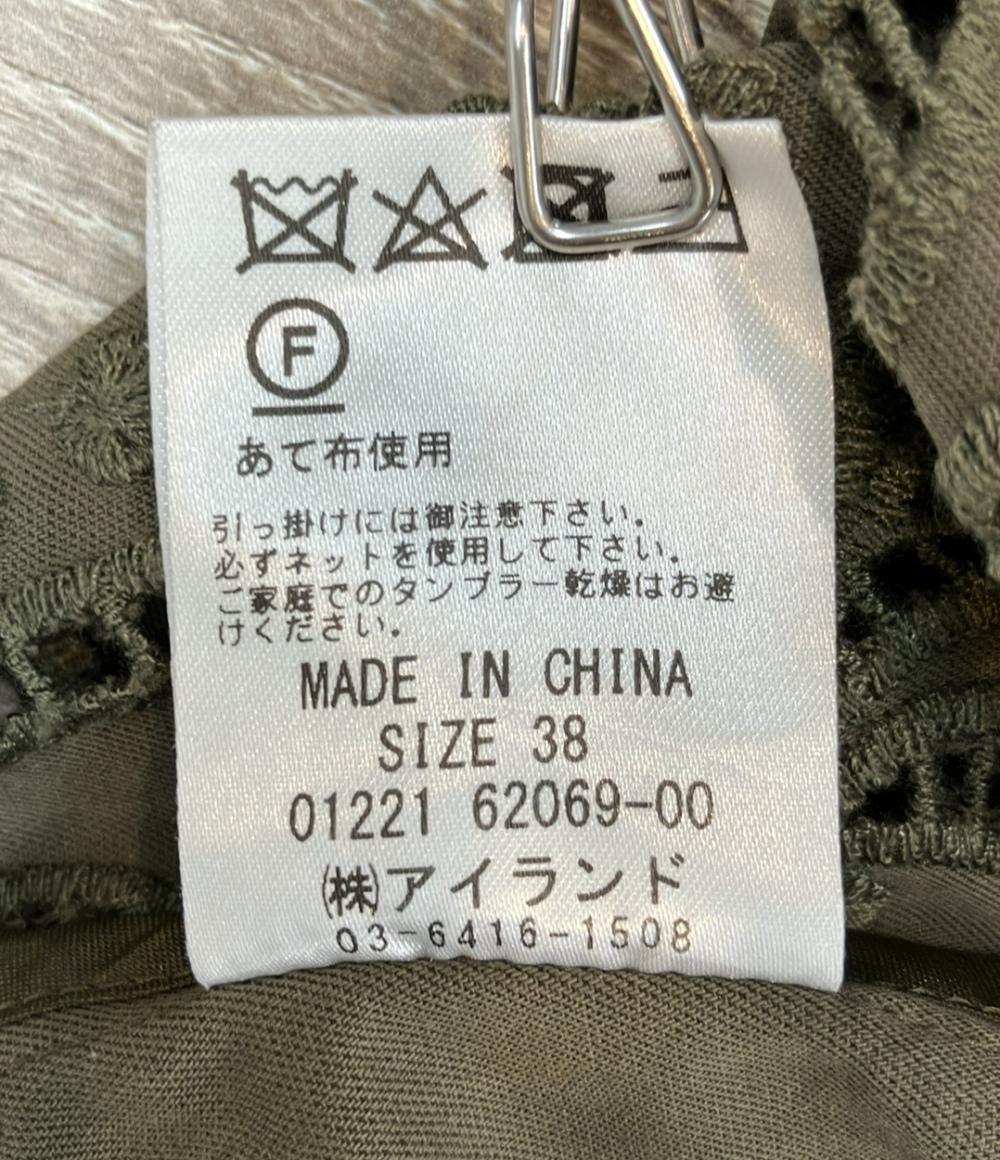 F
あて布使用
引っ掛けには御注意下さい。
必ずネットを使用して下さい。
ご家庭でのタンブラー乾燥はお避
けください。
MADE IN CHINA
SIZE 38
01221 62069-00
㈱アイランド
03-6416-1508